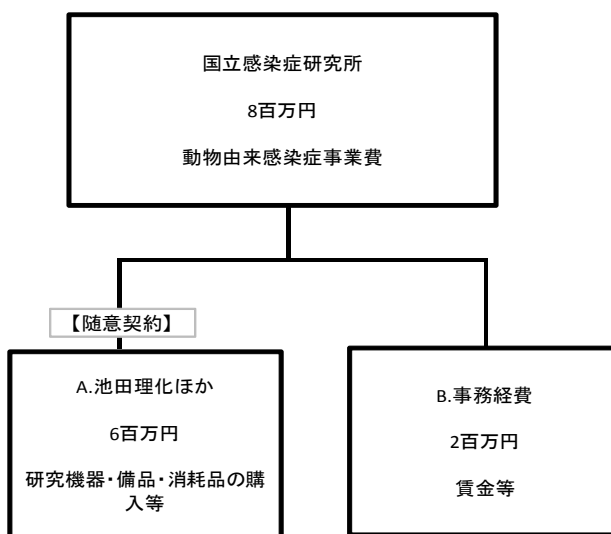 国立感染症研究所
8百万円
動物由来感染症事業費
【随意契約】
A.池田理化ほか
6百万円
研究機器・備品・消耗品の購
入等
B.事務経費
2百万円
賃金等